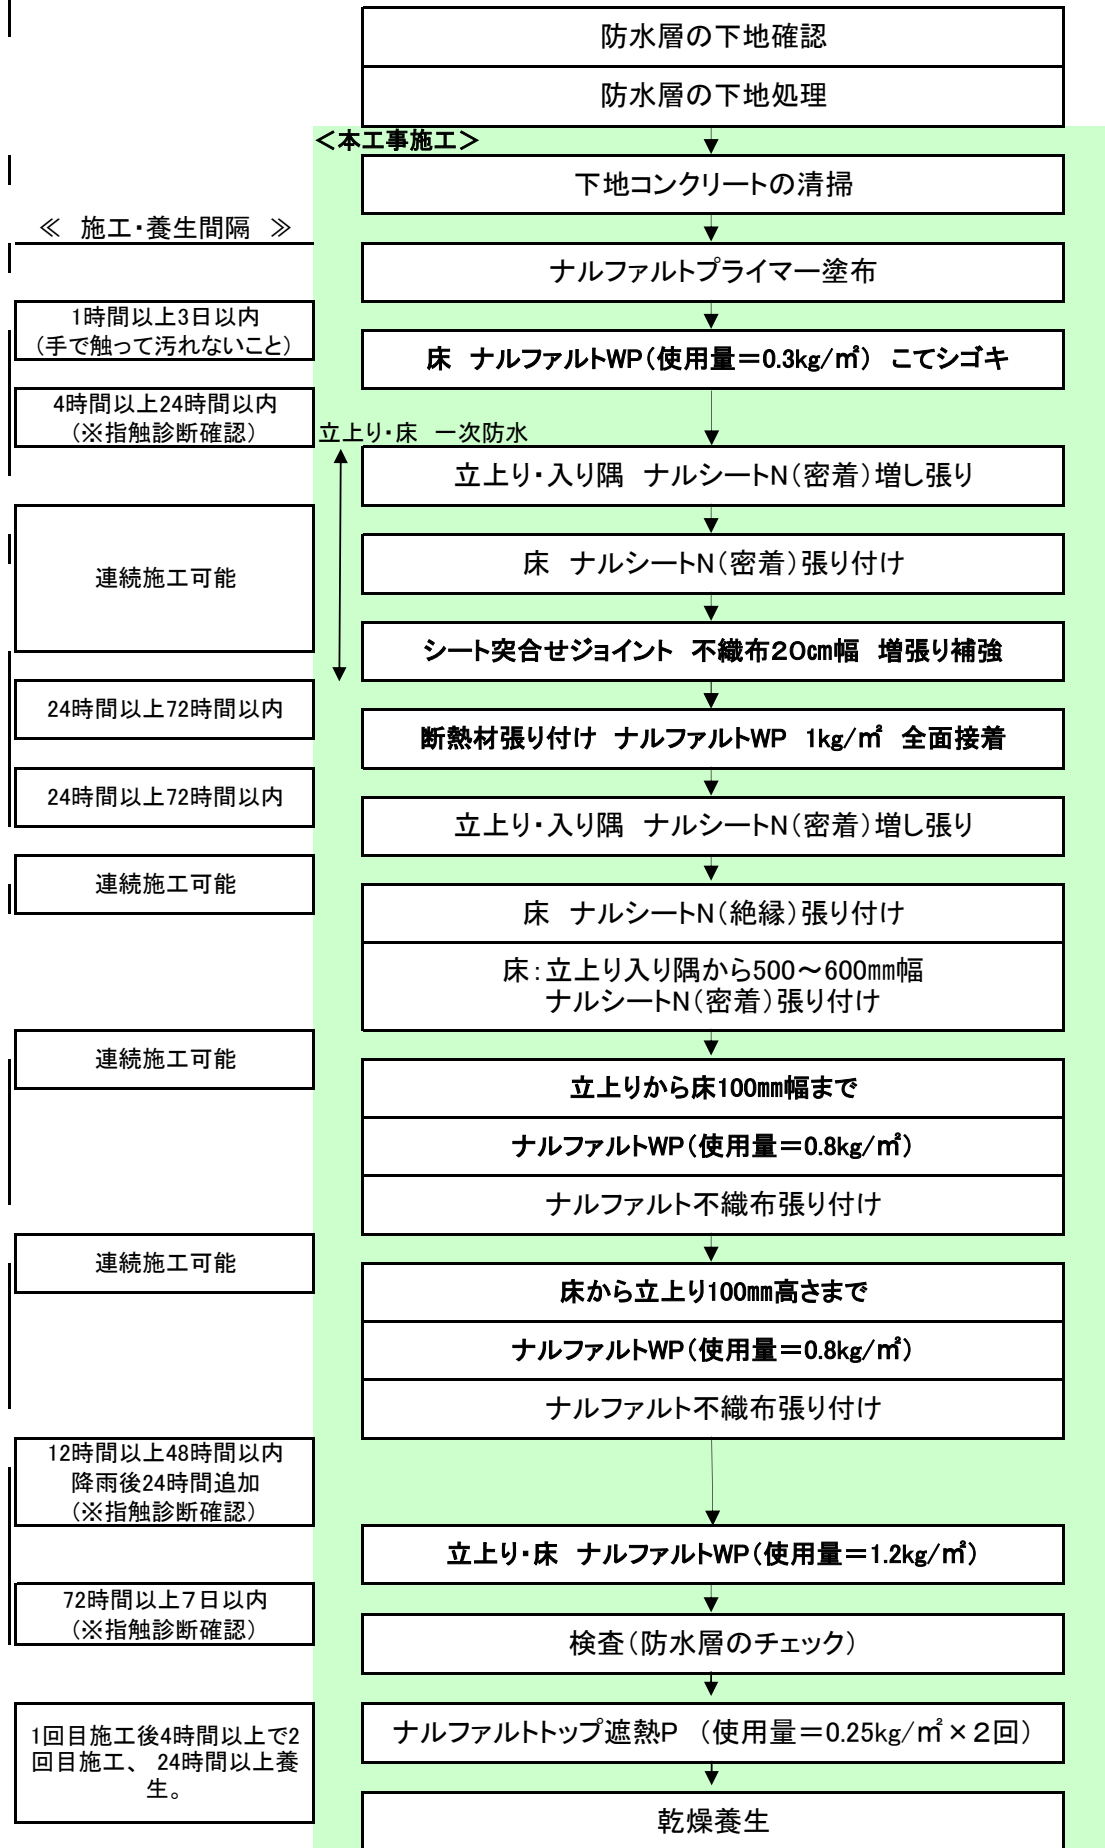 防水層の下地確認
防水層の下地処理
＜本工事施工＞
下地コンクリートの清掃
≪　施工・養生間隔　≫
ナルファルトプライマー塗布
1時間以上3日以内
（手で触って汚れないこと）
床　ナルファルトWP（使用量＝0.3kg/㎡）　こてシゴキ
4時間以上24時間以内
（※指触診断確認）
立上り・床　一次防水
立上り・入り隅　ナルシートN（密着）増し張り
連続施工可能
床　ナルシートN（密着）張り付け
シート突合せジョイント　不織布２０㎝幅　増張り補強
24時間以上72時間以内
断熱材張り付け　ナルファルトWP　1kg/㎡　全面接着
24時間以上72時間以内
立上り・入り隅　ナルシートN（密着）増し張り
連続施工可能
床　ナルシートN（絶縁）張り付け
床：立上り入り隅から500～600㎜幅
ナルシートN（密着）張り付け
連続施工可能
立上りから床100㎜幅まで
ナルファルトWP（使用量＝0.8kg/㎡）
ナルファルト不織布張り付け
連続施工可能
床から立上り100㎜高さまで
ナルファルトWP（使用量＝0.8kg/㎡）
ナルファルト不織布張り付け
12時間以上48時間以内
降雨後24時間追加
（※指触診断確認）
立上り・床　ナルファルトWP（使用量＝1.2kg/㎡）
72時間以上７日以内
（※指触診断確認）
検査（防水層のチェック）
1回目施工後4時間以上で2
回目施工、 24時間以上養
生。
ナルファルトトップ遮熱P　（使用量＝0.25kg/㎡×２回）
乾燥養生